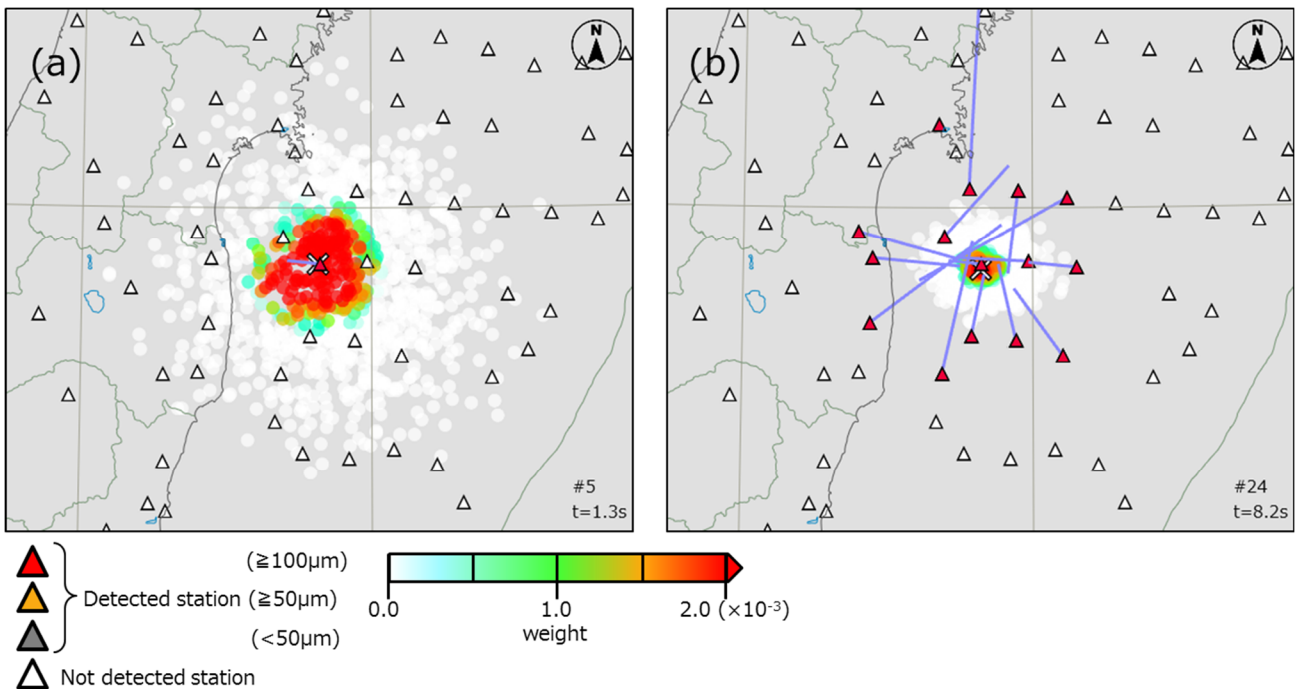 (a)
N
#5
t=1.3s
(b)
N
#24
t=8.2s
(≧100μm)
Detected station (≧50μm)
(<50μm)
Not detected station
0.0 1.0 2.0 (×10⁻³)
weight